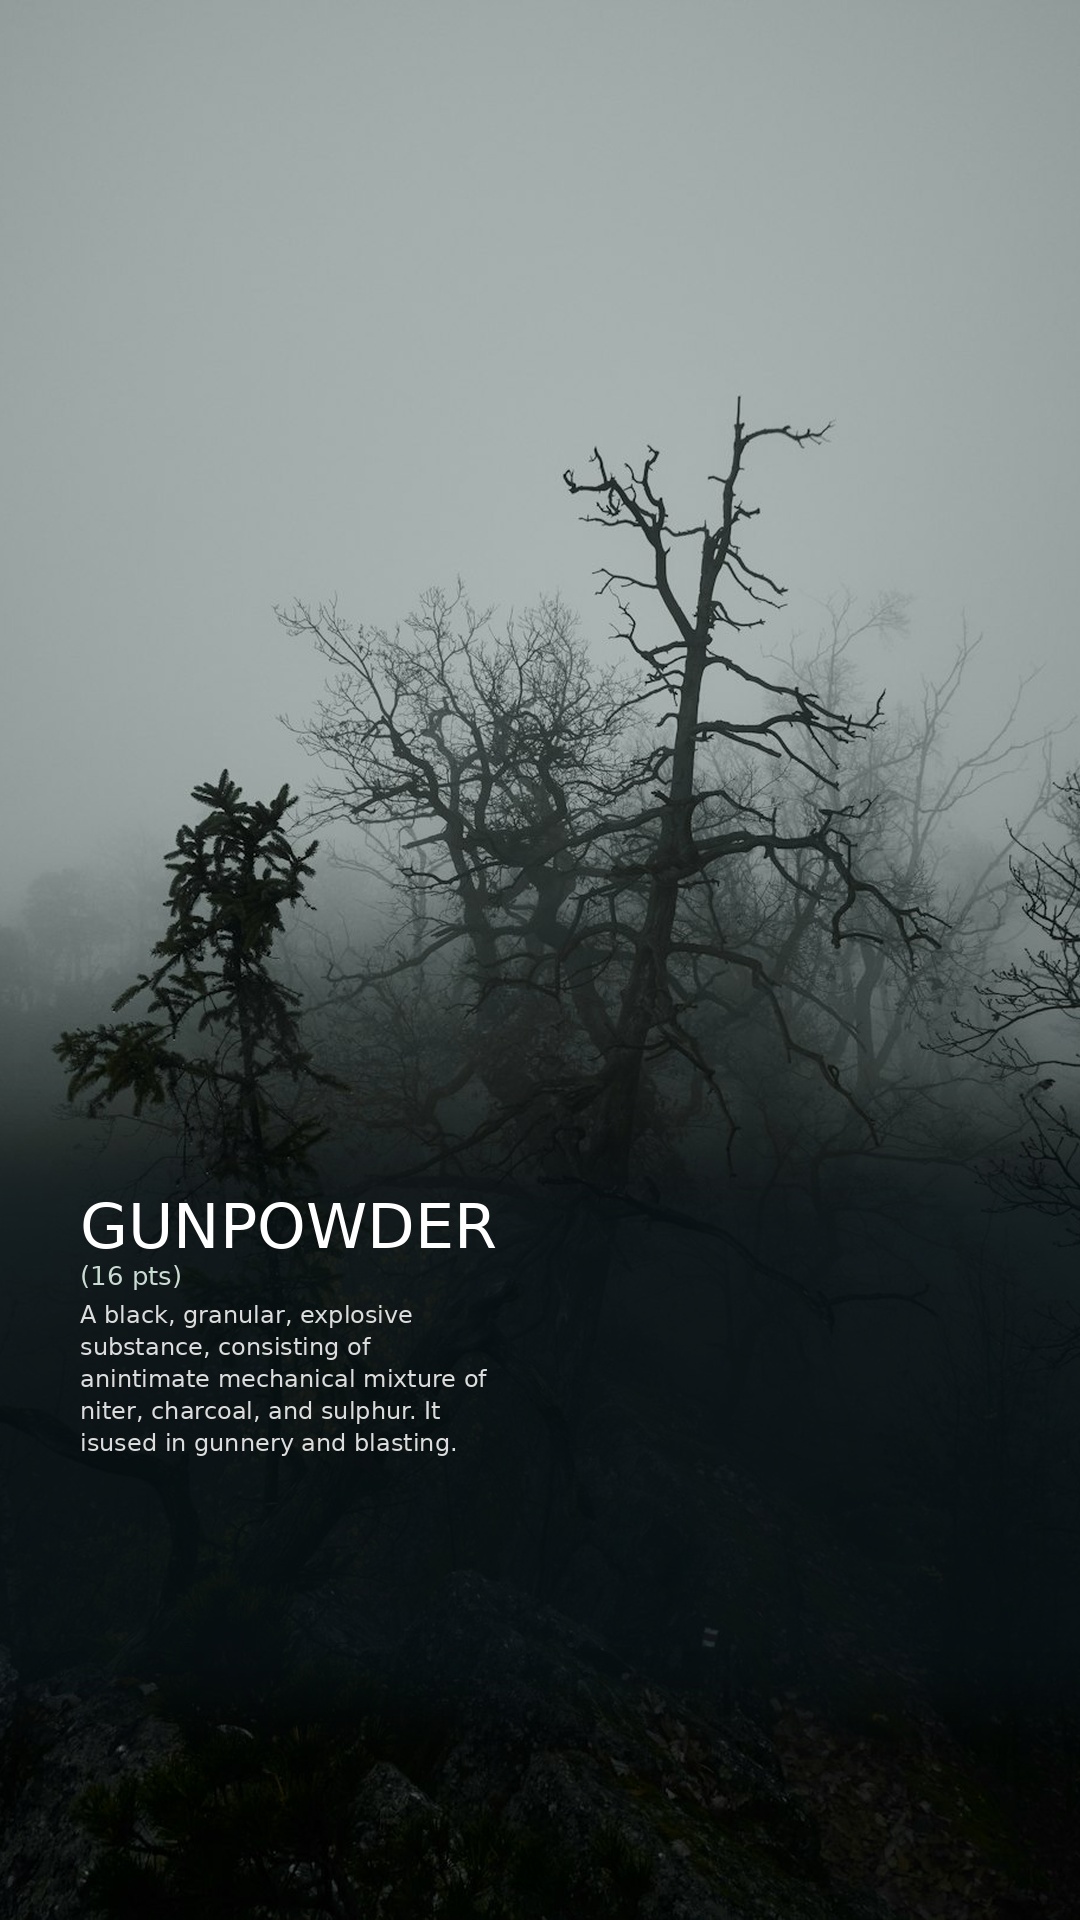 GUNPOWDER
(16 pts)
A black, granular, explosive
substance, consisting of
anintimate mechanical mixture of
niter, charcoal, and sulphur. It
isused in gunnery and blasting.